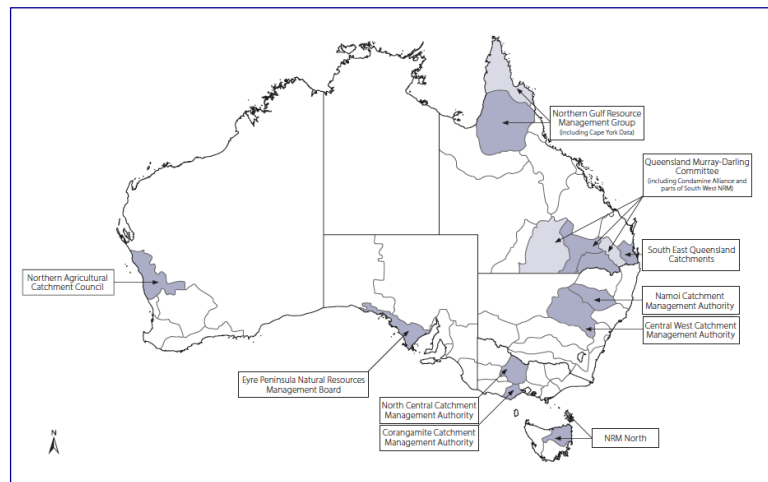 Northern Gulf Resource
Management Group
(including Cape York Data)
Queensland Murray-Darling
Committee
(including Condamine Alliance and
parts of South West NRM)
South East Queensland
Catchments
Northern Agricultural
Catchment Council
Namoi Catchment
Management Authority
Central West Catchment
Management Authority
Eyre Peninsula Natural Resources
Management Board
North Central Catchment
Management Authority
Corangamite Catchment
Management Authority
NRM North
N